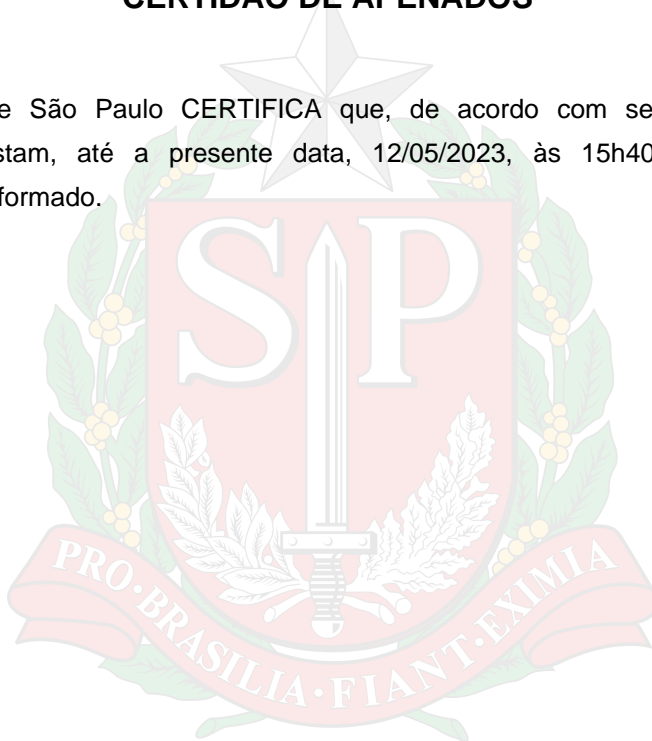 CERTIDÃO DE APENADOS
e São Paulo CERTIFICA que, de acordo com se
stam, até a presente data, 12/05/2023, às 15h40
formado.
SP
PRO·BRASILIA·FIANT·EXIMIA